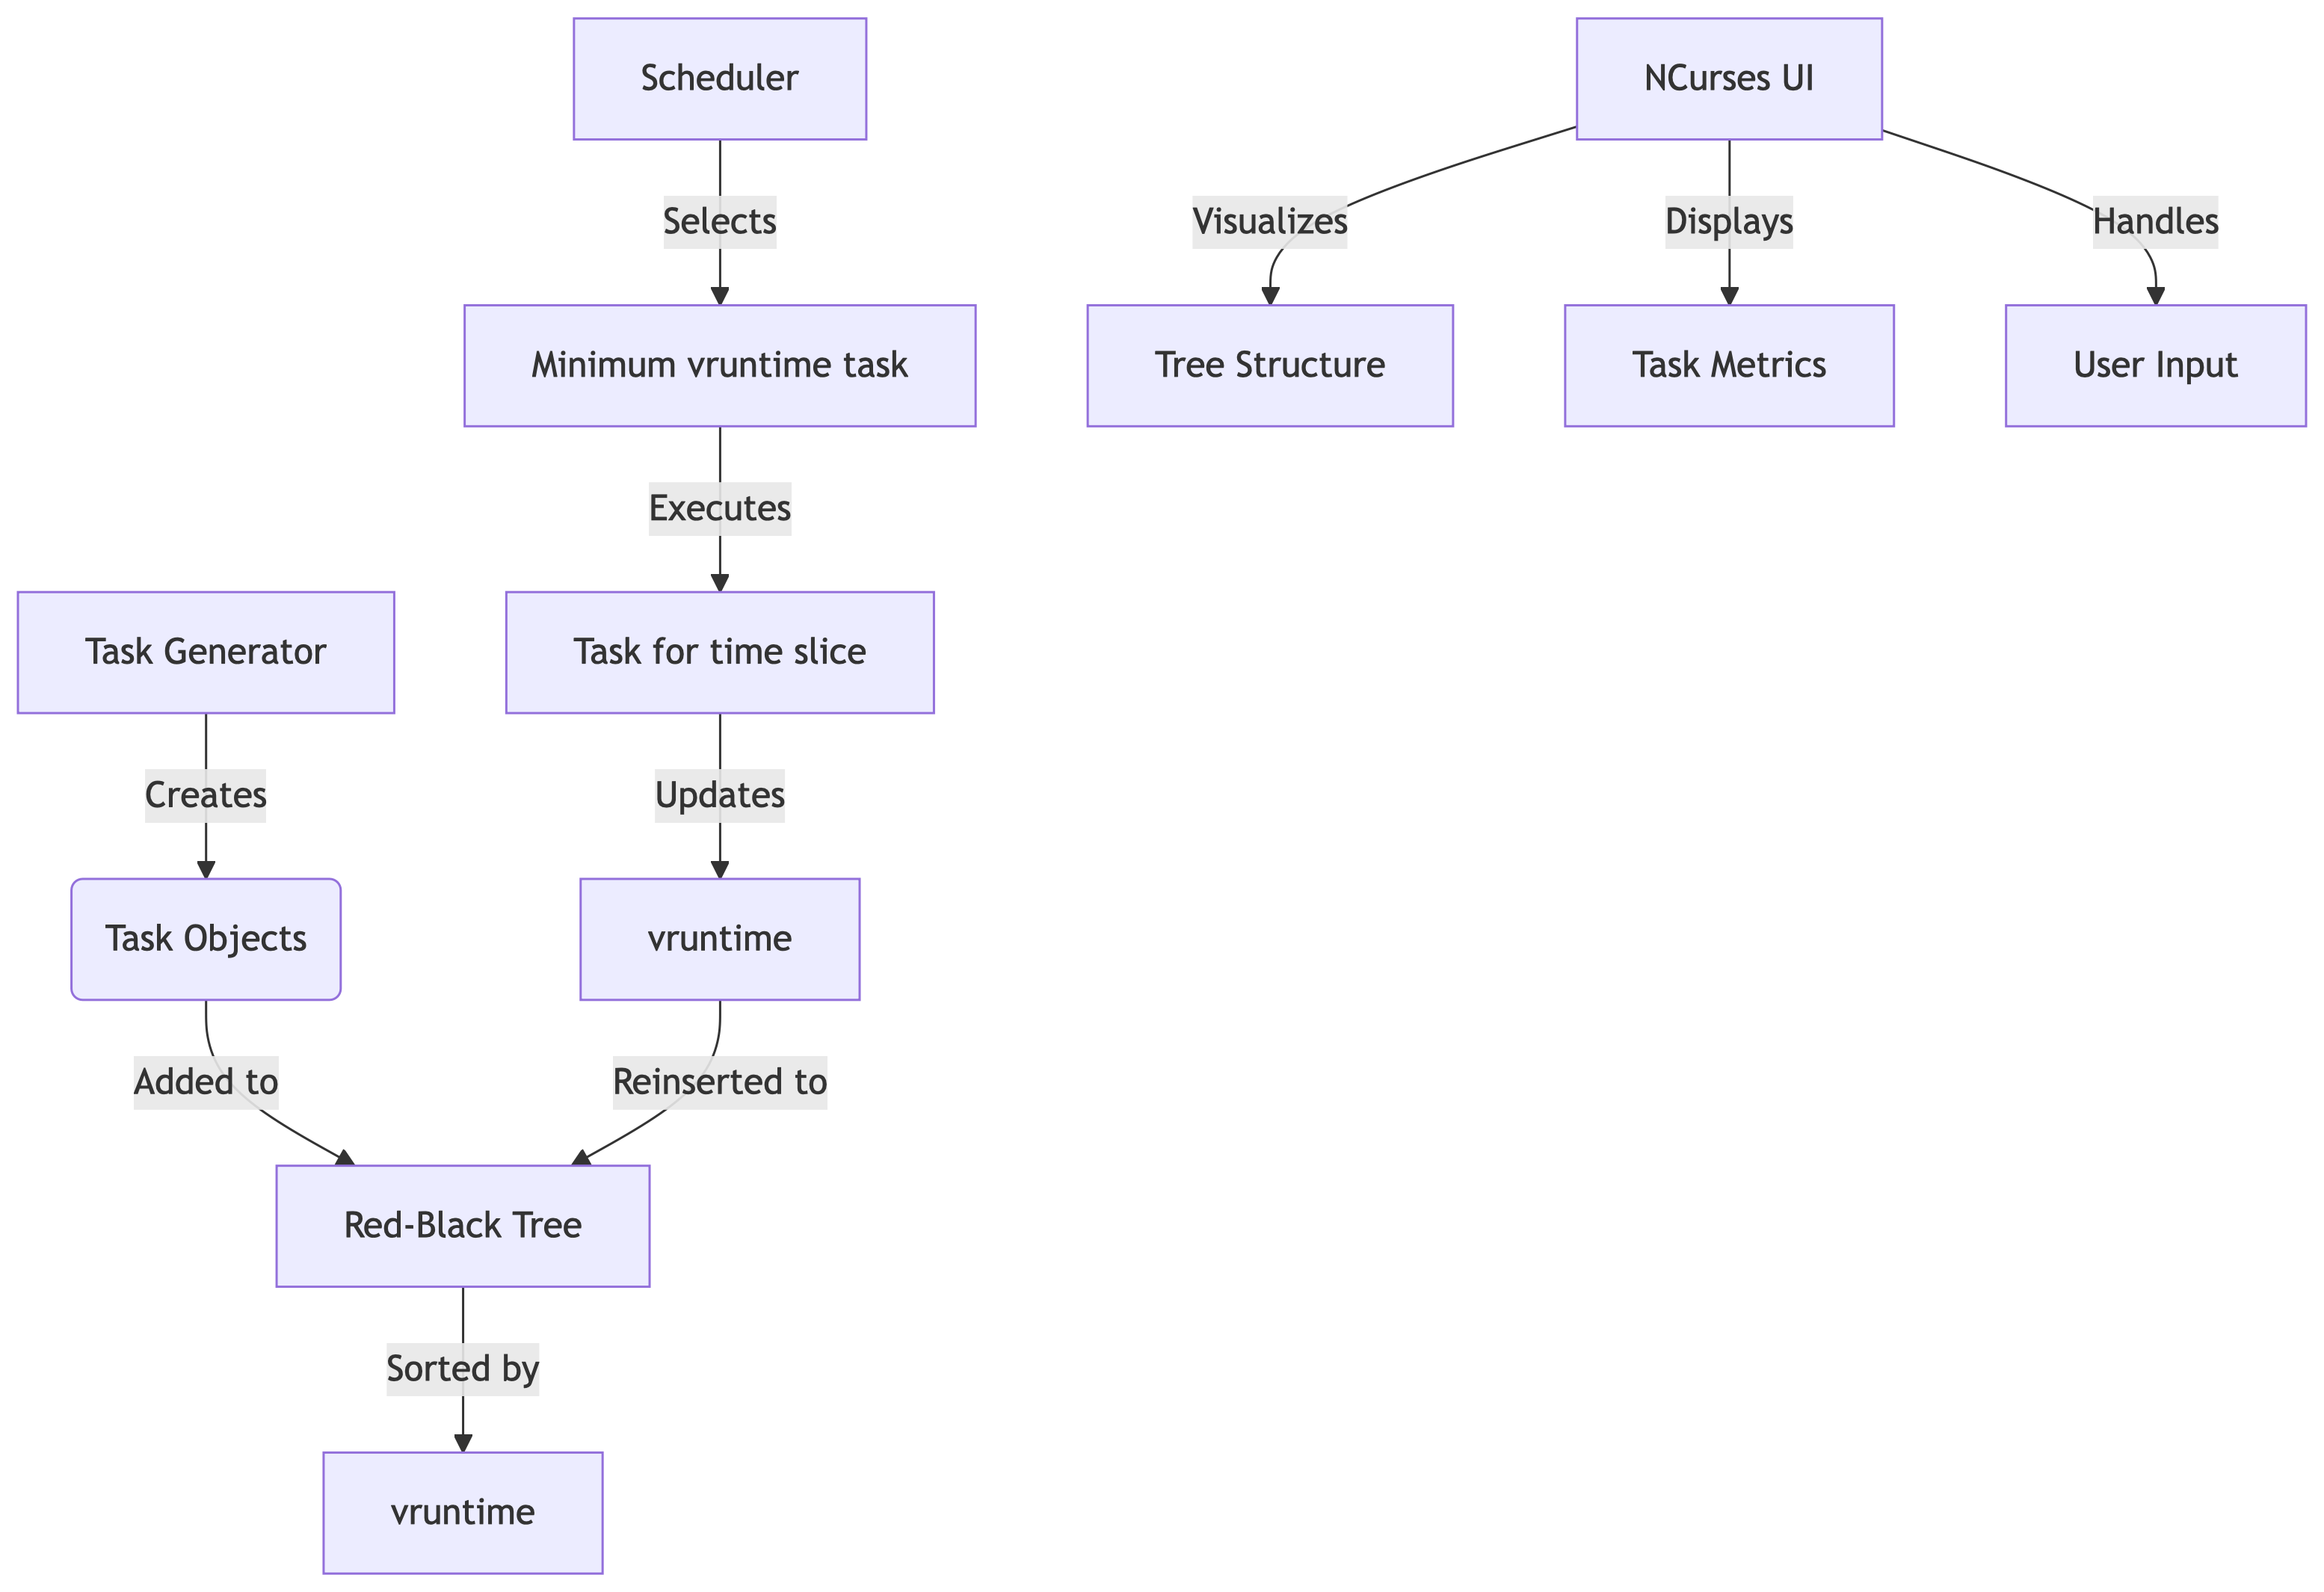 Scheduler
NCurses UI
Selects
Visualizes
Displays
Handles
Minimum vruntime task
Tree Structure
Task Metrics
User Input
Executes
Task Generator
Task for time slice
Creates
Updates
Task Objects
vruntime
Added to
Reinserted to
Red-Black Tree
Sorted by
vruntime